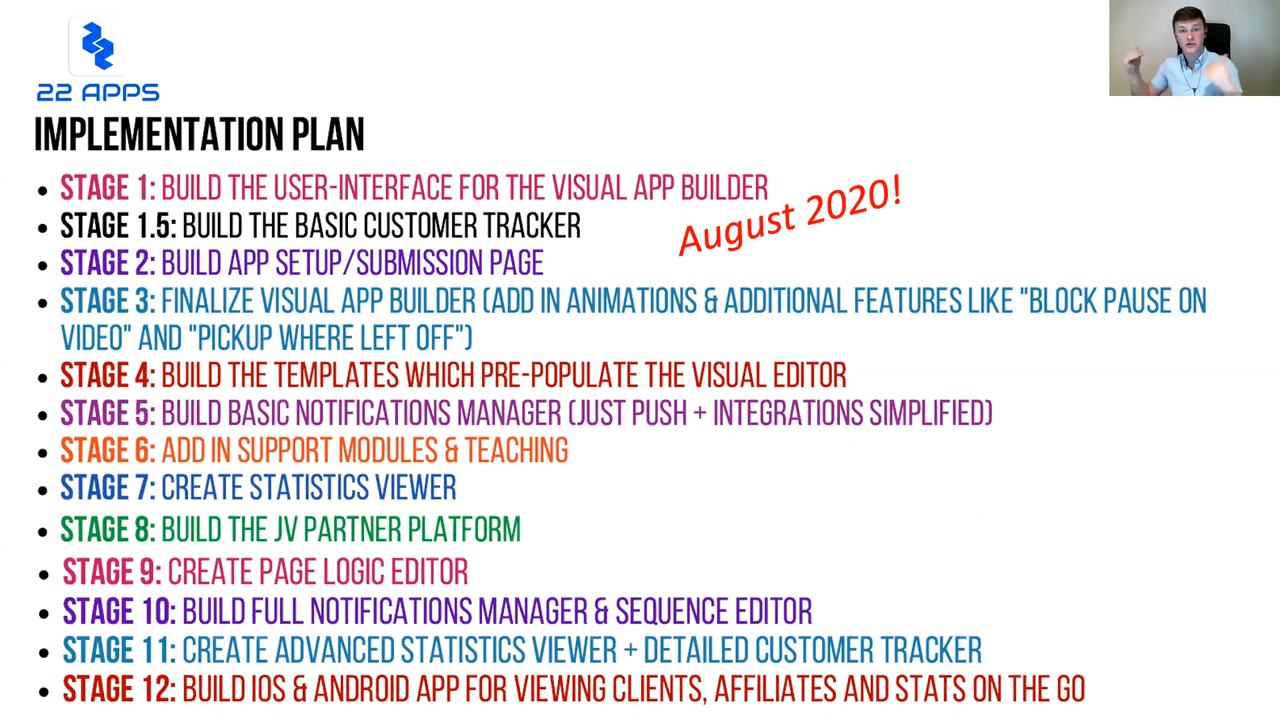 22 APPS
IMPLEMENTATION PLAN
• STAGE 1: BUILD THE USER-INTERFACE FOR THE VISUAL APP BUILDER
August 2020!
• STAGE 1.5: BUILD THE BASIC CUSTOMER TRACKER
• STAGE 2: BUILD APP SETUP/SUBMISSION PAGE
• STAGE 3: FINALIZE VISUAL APP BUILDER (ADD IN ANIMATIONS & ADDITIONAL FEATURES LIKE "BLOCK PAUSE ON
VIDEO" AND "PICKUP WHERE LEFT OFF")
• STAGE 4: BUILD THE TEMPLATES WHICH PRE-POPULATE THE VISUAL EDITOR
• STAGE 5: BUILD BASIC NOTIFICATIONS MANAGER (JUST PUSH + INTEGRATIONS SIMPLIFIED)
• STAGE 6: ADD IN SUPPORT MODULES & TEACHING
• STAGE 7: CREATE STATISTICS VIEWER
• STAGE 8: BUILD THE JV PARTNER PLATFORM
• STAGE 9: CREATE PAGE LOGIC EDITOR
• STAGE 10: BUILD FULL NOTIFICATIONS MANAGER & SEQUENCE EDITOR
• STAGE 11: CREATE ADVANCED STATISTICS VIEWER + DETAILED CUSTOMER TRACKER
• STAGE 12: BUILD IOS & ANDROID APP FOR VIEWING CLIENTS, AFFILIATES AND STATS ON THE GO